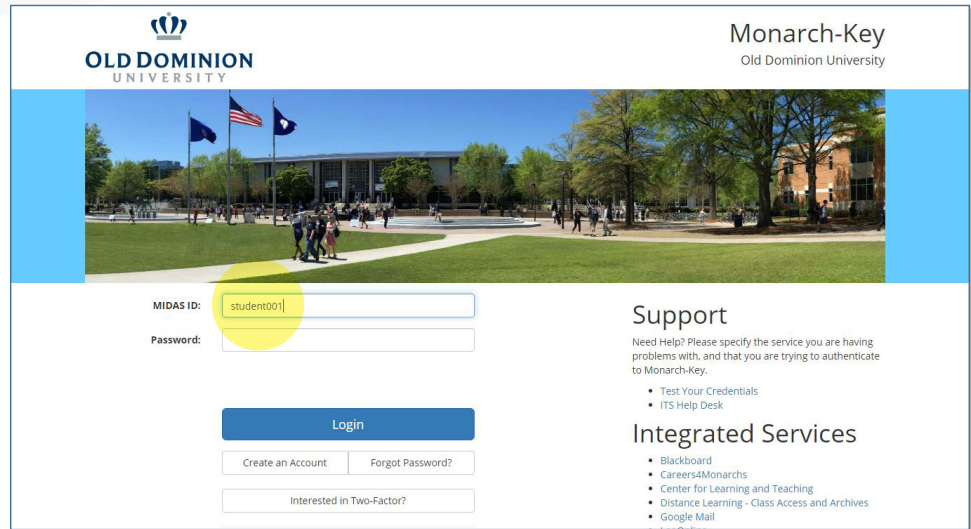 OLD DOMINION
UNIVERSITY
Monarch-Key
Old Dominion University
MIDAS ID:
student001
Password:
Login
Create an Account
Forgot Password?
Interested in Two-Factor?
Support
Need Help? Please specify the service you are having
problems with, and that you are trying to authenticate
to Monarch-Key.
Test Your Credentials
ITS Help Desk
Integrated Services
Blackboard
Careers4Monarchs
Center for Learning and Teaching
Distance Learning - Class Access and Archives
Google Mail